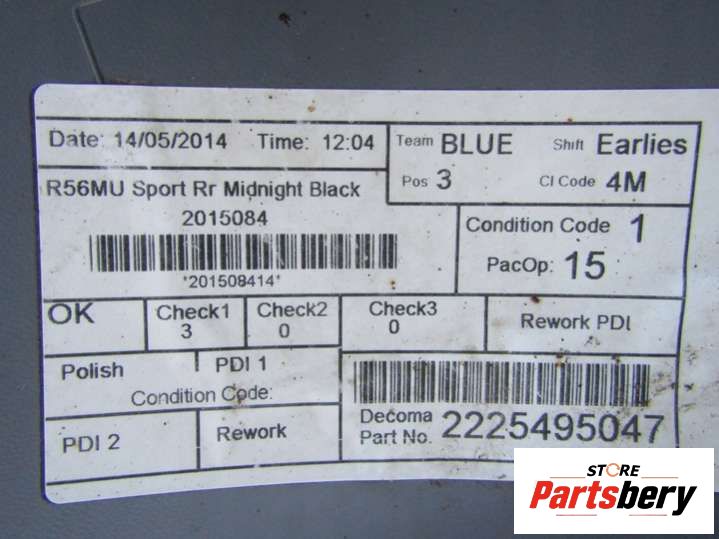 Date: 14/05/2014 Time: 12:04
Team BLUE Shift Earlies
Pos 3 Cl Code 4M
R56MU Sport Rr Midnight Black
2015084
*201508414*
Condition Code 1
PacOp: 15
OK
Check1
3
Check2
0
Check3
0
Rework PDI
Polish
PDI 1
Condition Code:
PDI 2
Rework
Decoma
Part No. 2225495047
STORE
Partsbery